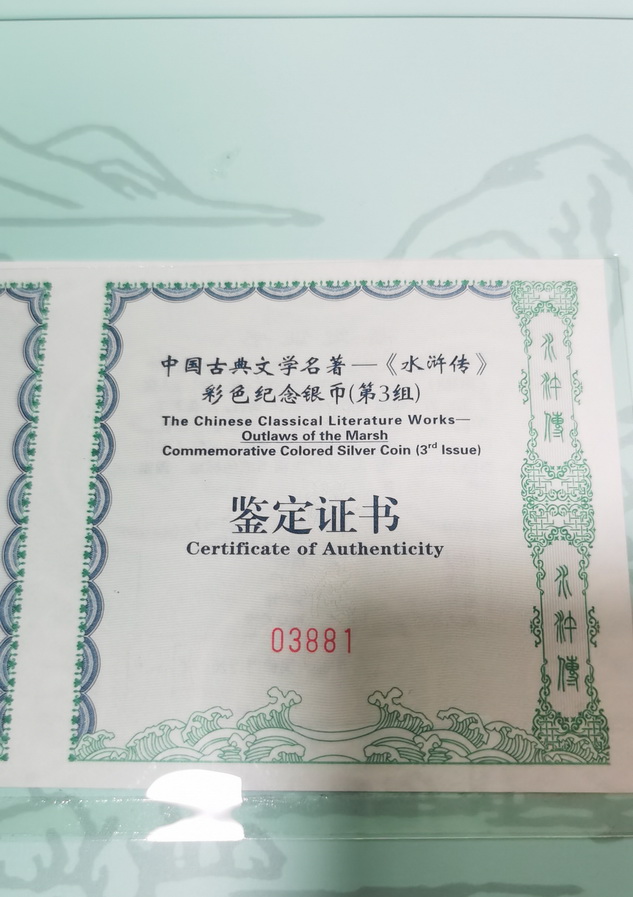 中国古典文学名著—《水浒传》
彩色纪念银币(第3组)
The Chinese Classical Literature Works—
Outlaws of the Marsh
Commemorative Colored Silver Coin (3rd Issue)
鉴定证书
Certificate of Authenticity
03881
水浒傳
水浒傳